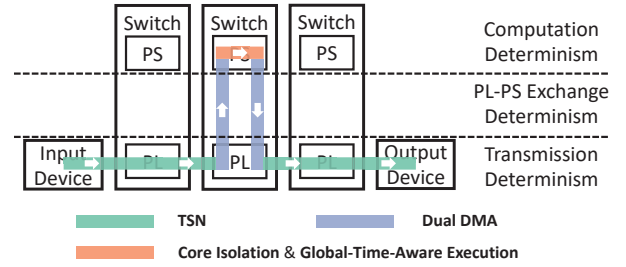 Switch Switch Switch Computation
PS PS PS Determinism
PL-PS Exchange
Determinism
Input Output Transmission
PL PL PL
Device Device Determinism
TSN Dual DMA
Core Isolation & Global-Time-Aware Execution